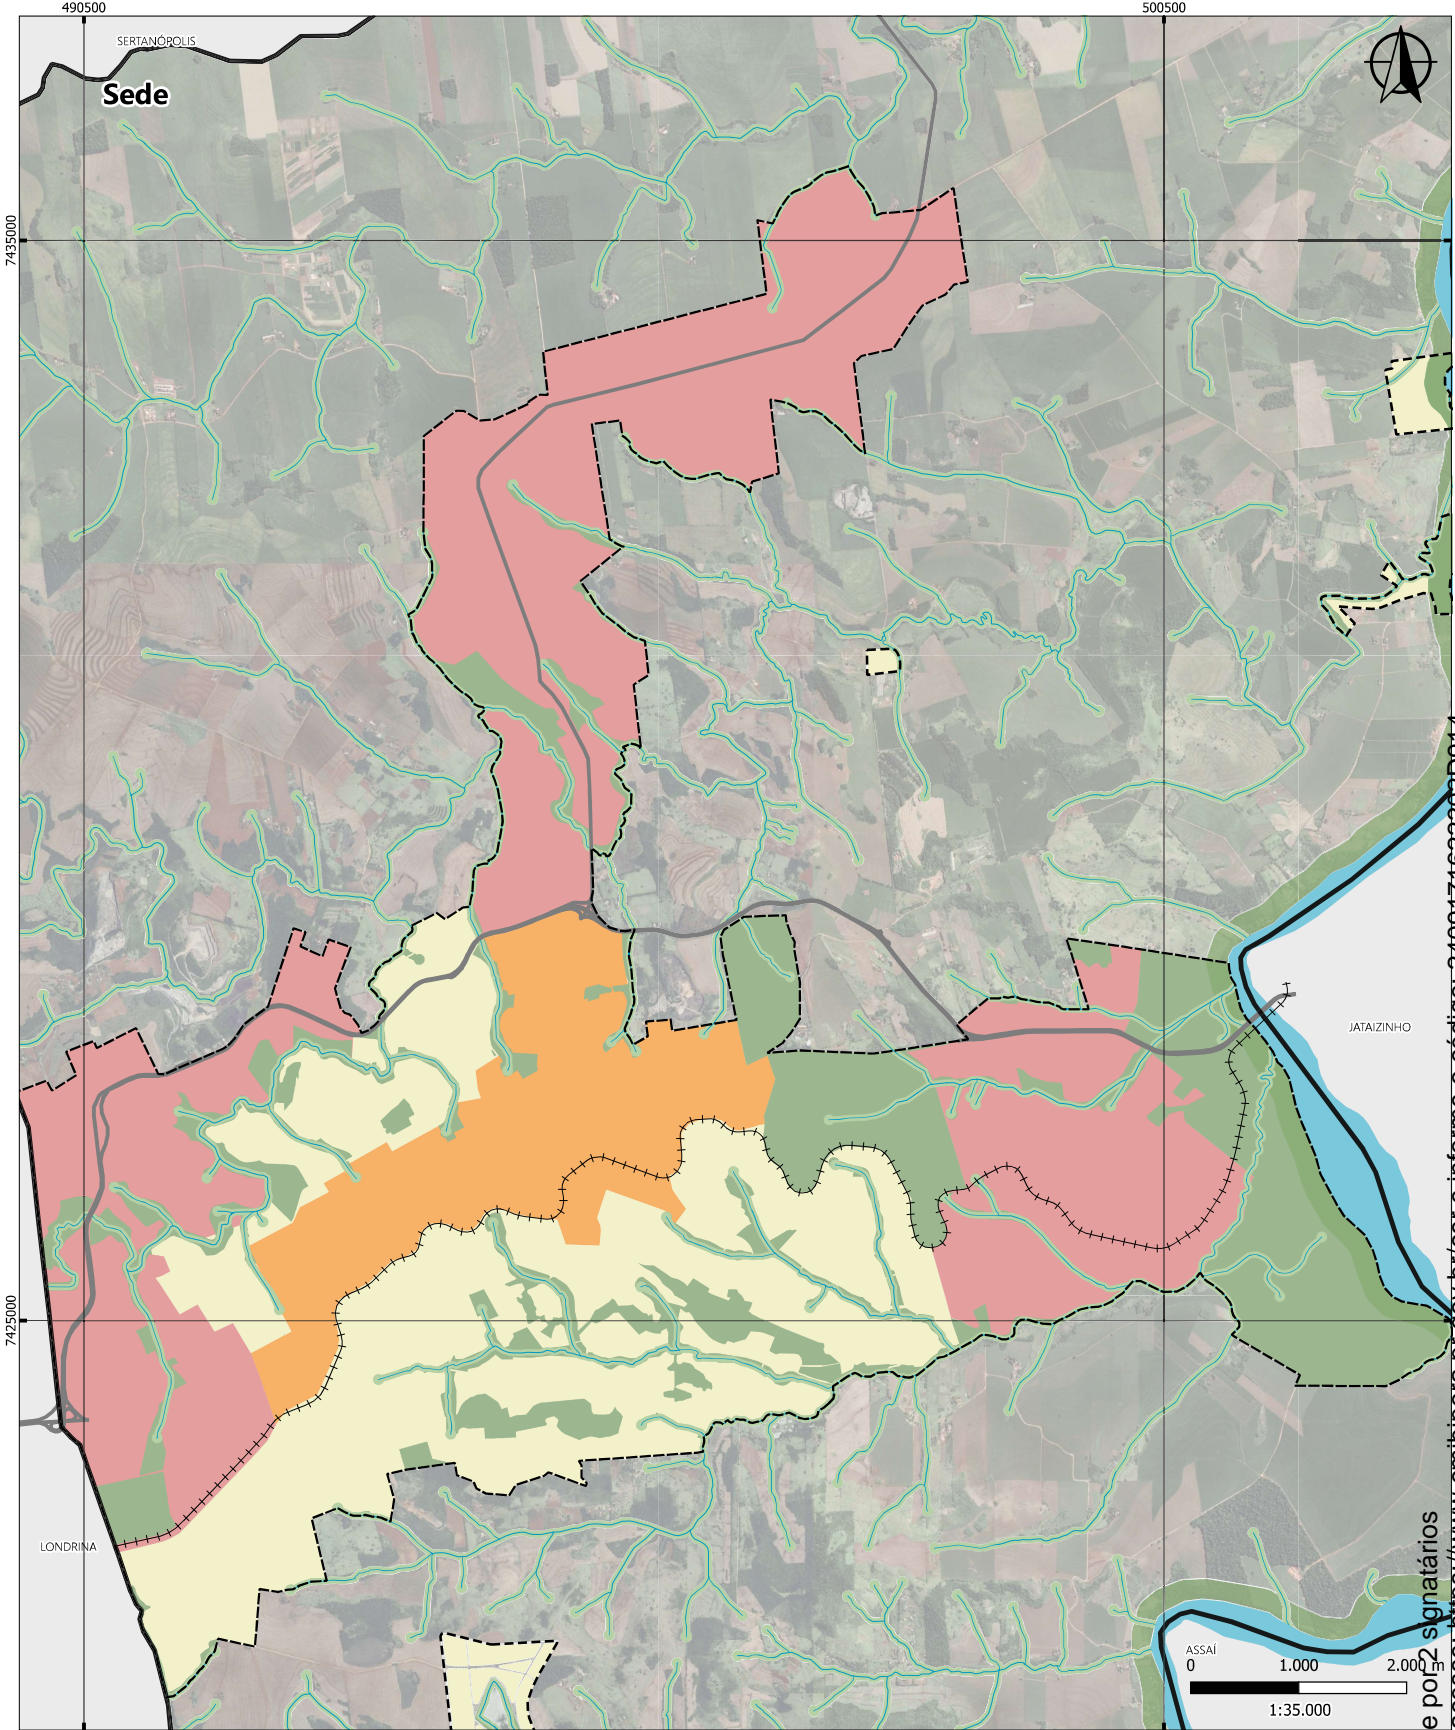 490500
500500
SERTANÓPOLIS
Sede
7435000
JATAIZINHO
7425000
LONDRINA
e por 2 signatários
ASSAÍ
0 1.000 2.000 m
1:35.000